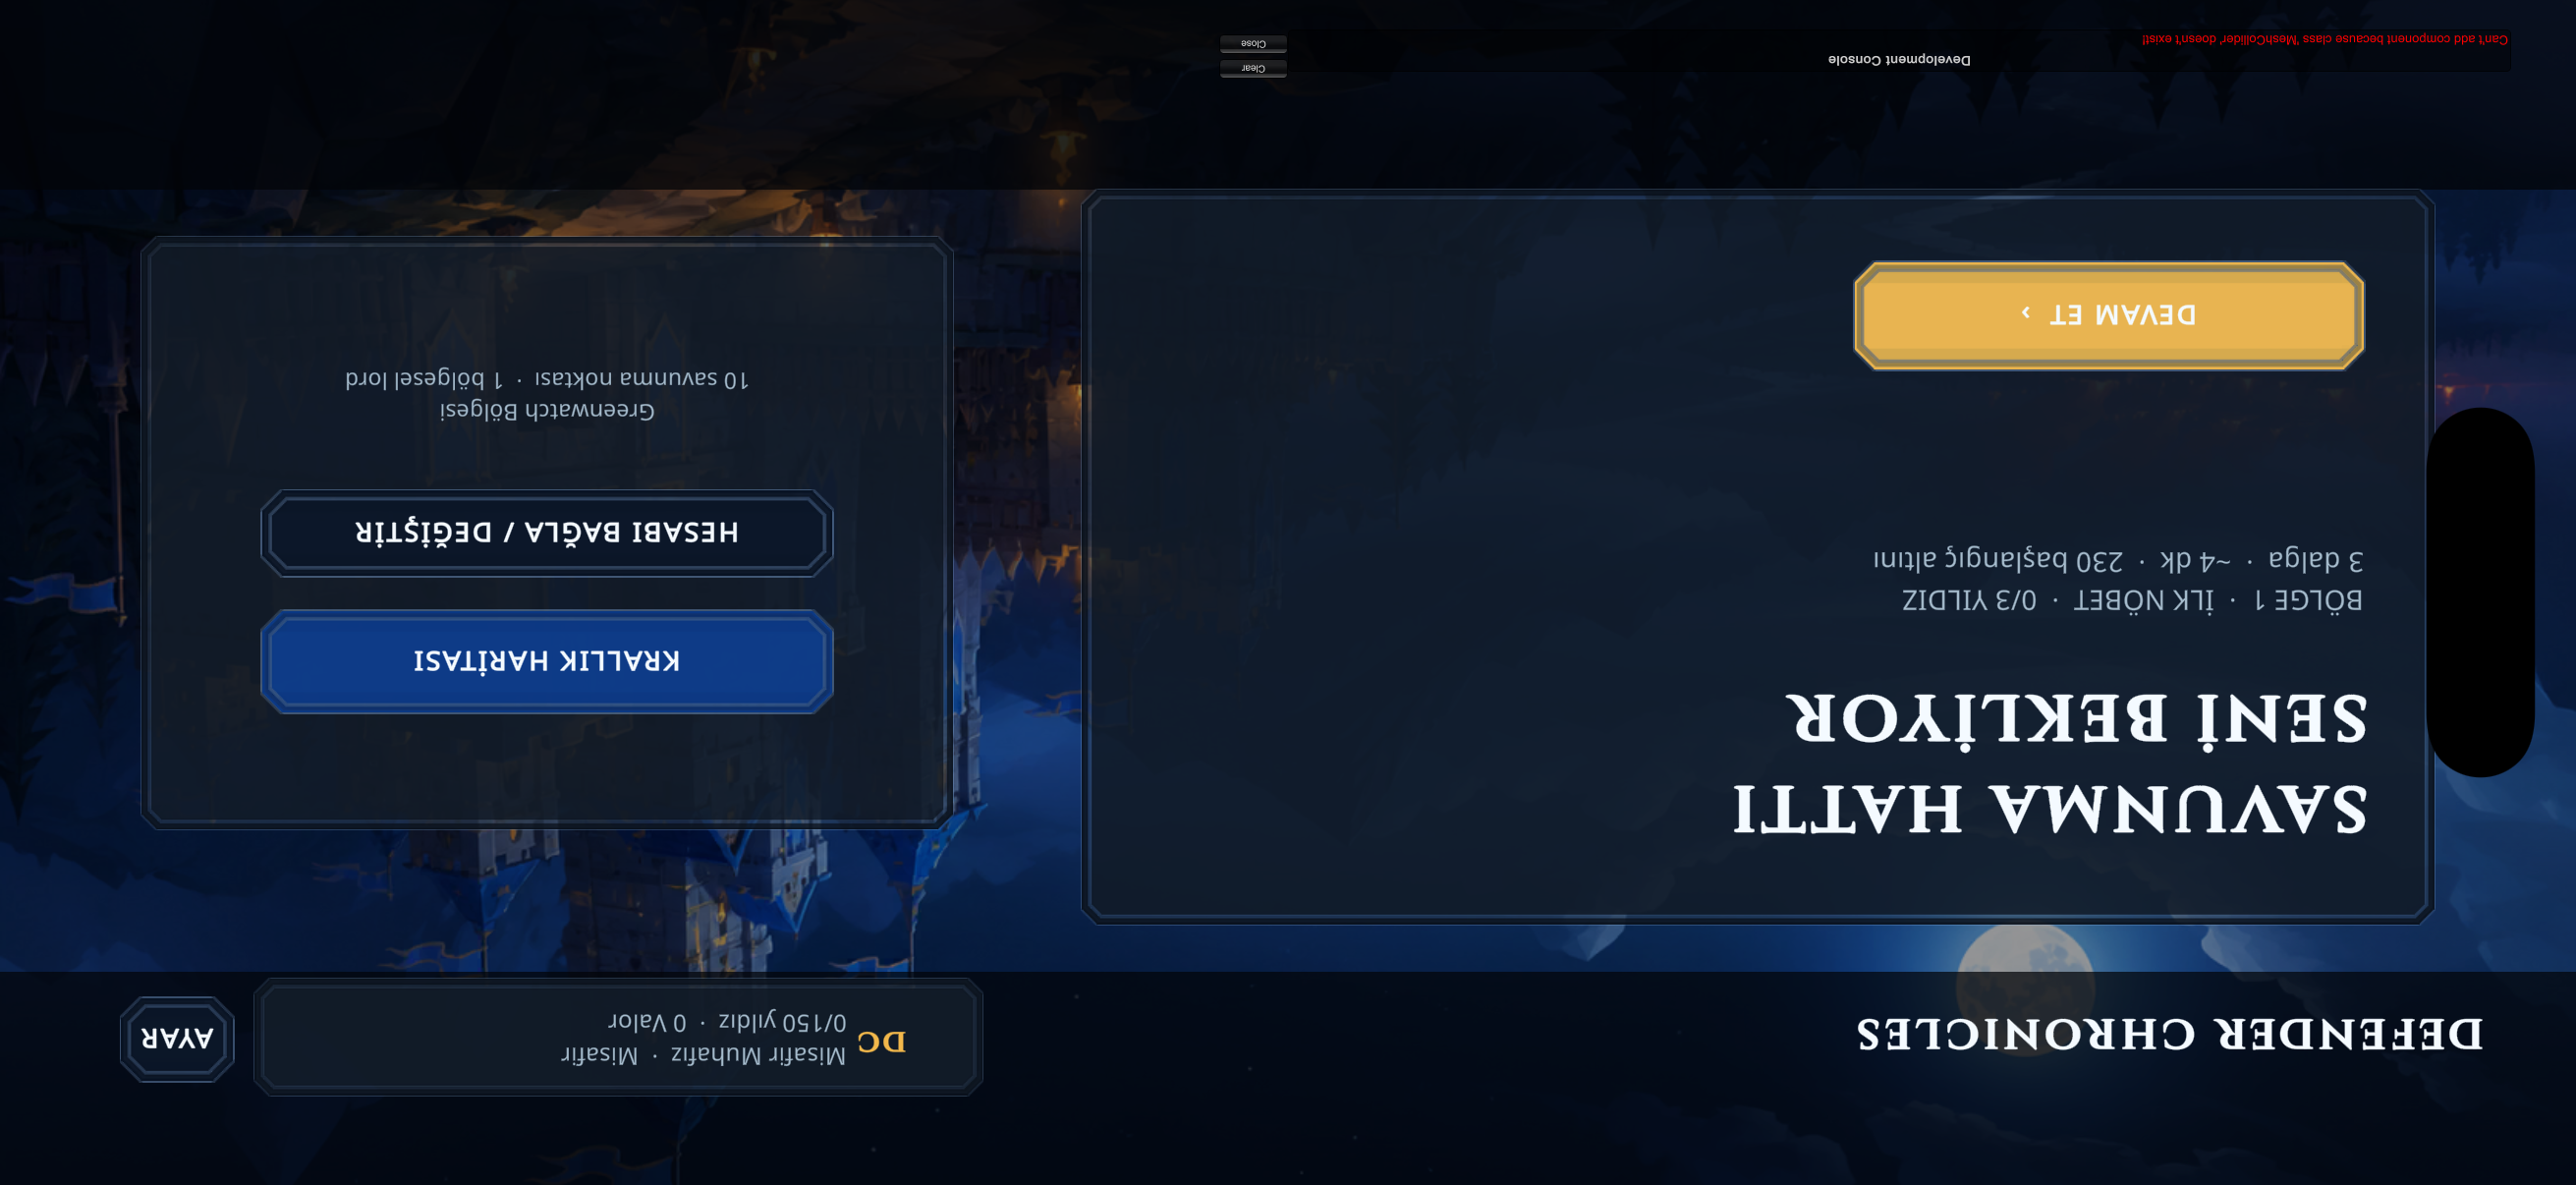 DEFENDER CHRONICLES
DC
Misafir Muhafız · Misafir
0/150 yıldız · 0 Valor
AYAR
SAVUNMA HATTI
SENİ BEKLİYOR
BÖLGE 1 · İLK NÖBET · 0/3 YILDIZ
3 dalga · ~4 dk · 230 başlangıç altını
DEVAM ET ›
KRALLIK HARİTASI
HESABI BAĞLA / DEĞİŞTİR
Greenwatch Bölgesi
10 savunma noktası · 1 bölgesel lord
Development Console
Clear
Can't add component because class 'MeshCollider' doesn't exist!
Close